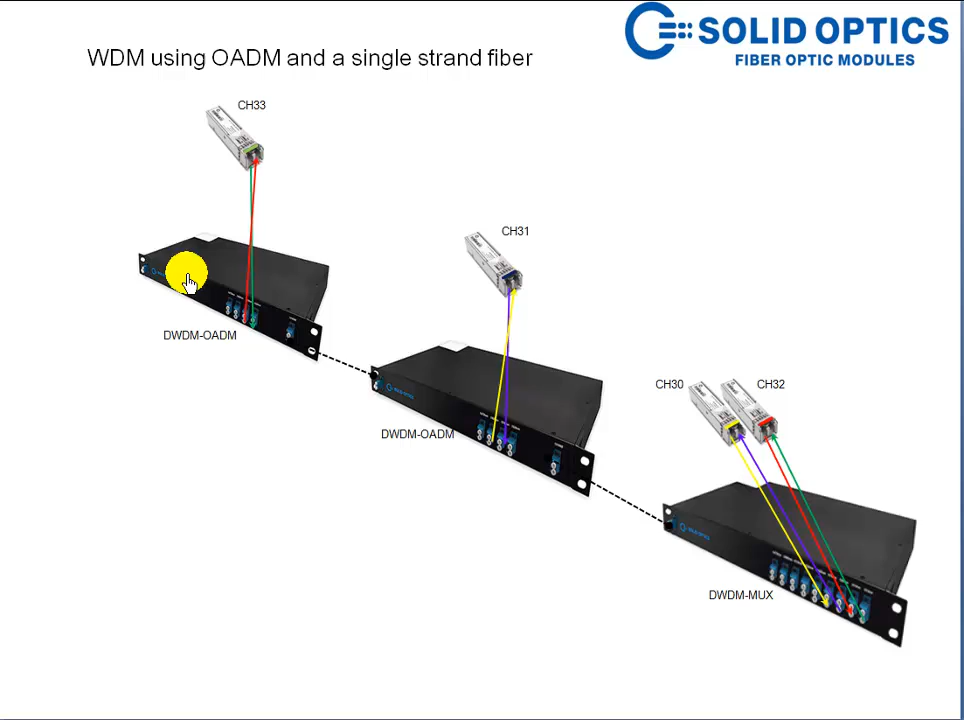 SOLID OPTICS
FIBER OPTIC MODULES
WDM using OADM and a single strand fiber
CH33
CH31
DWDM-OADM
CH30
CH32
DWDM-OADM
DWDM-MUX